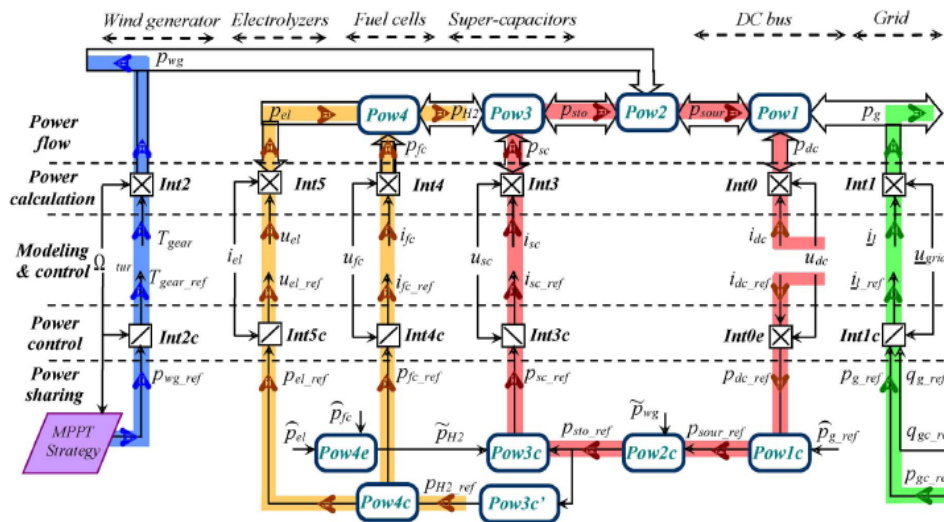 Wind generator Electrolyzers Fuel cells Super-capacitors DC bus Grid
p_wg
p_el Pow4 p_H2 Pow3 p_sto Pow2 p_sour Pow1 p_g
Power
flow
p_fc p_sc p_dc
Power
calculation
Int2 Int5 Int4 Int3 Int0 Int1
T_gear u_el i_fc i_sc i_dc i_l
Modeling
& control
Ω_tur i_el u_fc u_sc u_dc u_grid
T_gear_ref u_el_ref i_fc_ref i_sc_ref i_dc_ref i_l_ref
Power
control
Int2c Int5c Int4c Int3c Int0e Int1c
Power
sharing
p_wg_ref p_el_ref p_fc_ref p_sc_ref p_dc_ref p_g_ref q_g_ref
MPPT
Strategy
p̂_el p̂_fc p̃_H2 p_sto_ref p̃_wg p_sour_ref p̂_g_ref q_gc_ref
Pow4e Pow3c Pow2c Pow1c
p_gc_re
Pow4c p_H2_ref Pow3c'